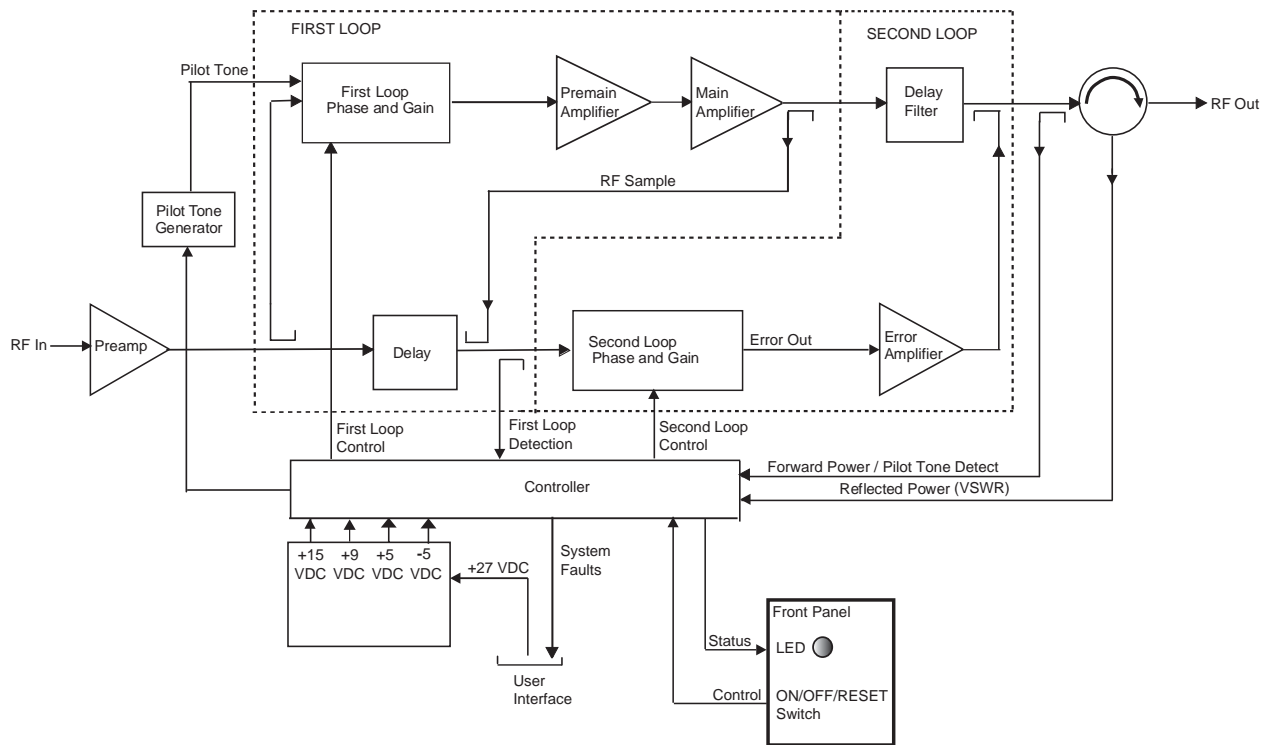 FIRST LOOP
SECOND LOOP
Pilot Tone
First Loop
Phase and Gain
Premain
Amplifier
Main
Amplifier
Delay
Filter
RF Out
RF Sample
Pilot Tone
Generator
RF In
Preamp
Delay
Second Loop
Phase and Gain
Error Out
Error
Amplifier
First Loop
Control
First Loop
Detection
Second Loop
Control
Forward Power / Pilot Tone Detect
Reflected Power (VSWR)
Controller
+15
VDC
+9
VDC
+5
VDC
-5
VDC
+27 VDC
System
Faults
User
Interface
Front Panel
Status
LED
Control
ON/OFF/RESET
Switch